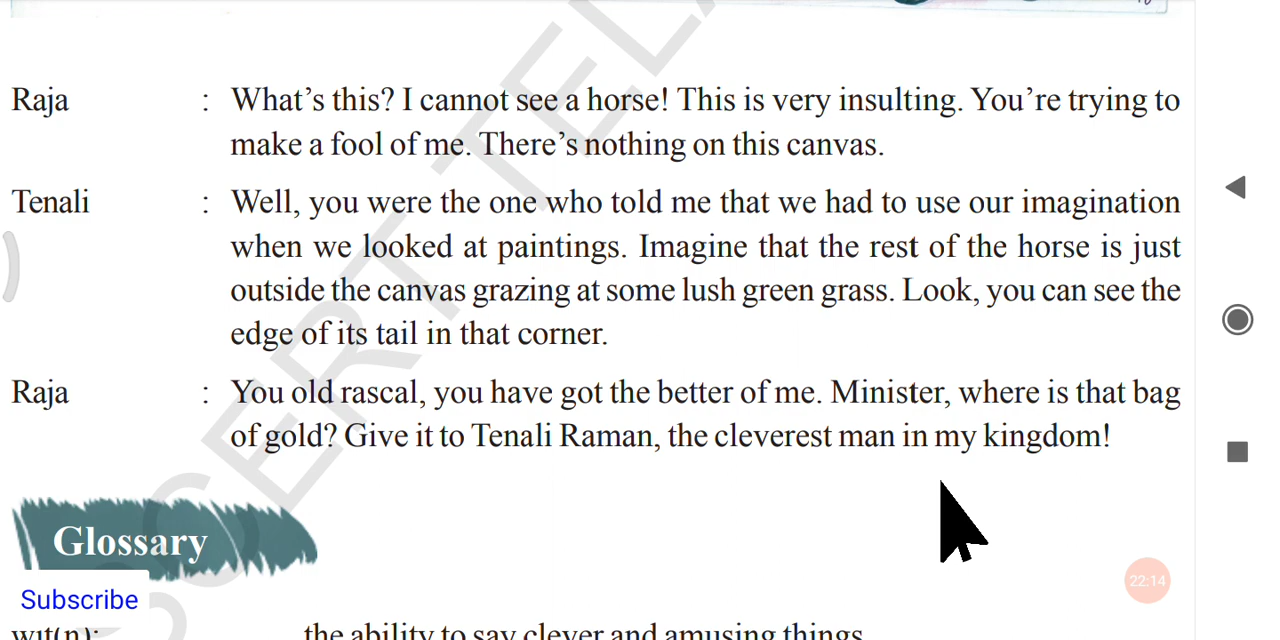 Raja : What's this? I cannot see a horse! This is very insulting. You're trying to
make a fool of me. There's nothing on this canvas.
Tenali : Well, you were the one who told me that we had to use our imagination
when we looked at paintings. Imagine that the rest of the horse is just
outside the canvas grazing at some lush green grass. Look, you can see the
edge of its tail in that corner.
Raja : You old rascal, you have got the better of me. Minister, where is that bag
of gold? Give it to Tenali Raman, the cleverest man in my kingdom!
Glossary
22:14
Subscribe
wit(n): the ability to say clever and amusing things
SCERT TELA